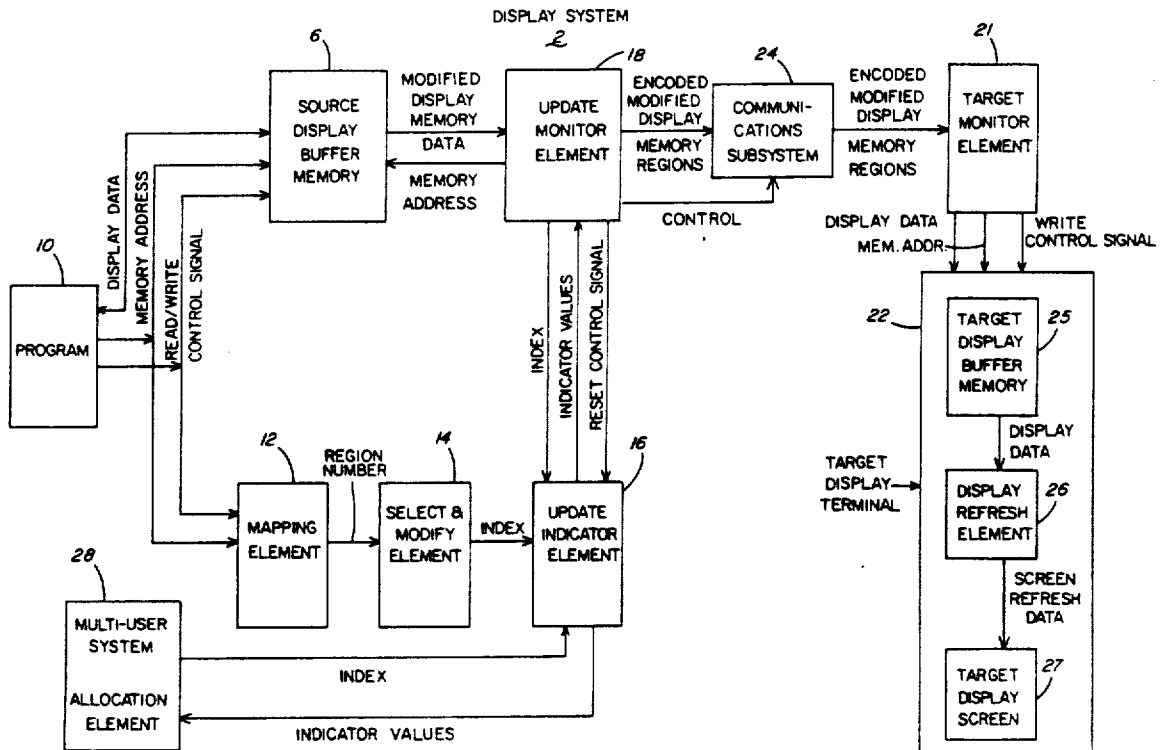 DISPLAY SYSTEM
2
6
SOURCE
DISPLAY
BUFFER
MEMORY
MODIFIED
DISPLAY
MEMORY
DATA
MEMORY
ADDRESS
18
UPDATE
MONITOR
ELEMENT
ENCODED
MODIFIED
DISPLAY
MEMORY
REGIONS
CONTROL
24
COMMUNI-
CATIONS
SUBSYSTEM
ENCODED
MODIFIED
DISPLAY
MEMORY
REGIONS
21
TARGET
MONITOR
ELEMENT
DISPLAY DATA
MEM. ADDR.
WRITE
CONTROL SIGNAL
10
PROGRAM
DISPLAY DATA
MEMORY ADDRESS
READ/WRITE
CONTROL SIGNAL
INDEX
INDICATOR VALUES
RESET CONTROL SIGNAL
22
25
TARGET
DISPLAY
BUFFER
MEMORY
DISPLAY
DATA
TARGET
DISPLAY
TERMINAL
26
DISPLAY
REFRESH
ELEMENT
SCREEN
REFRESH
DATA
27
TARGET
DISPLAY
SCREEN
12
MAPPING
ELEMENT
REGION
NUMBER
14
SELECT &
MODIFY
ELEMENT
INDEX
16
UPDATE
INDICATOR
ELEMENT
28
MULTI-USER
SYSTEM
ALLOCATION
ELEMENT
INDEX
INDICATOR VALUES